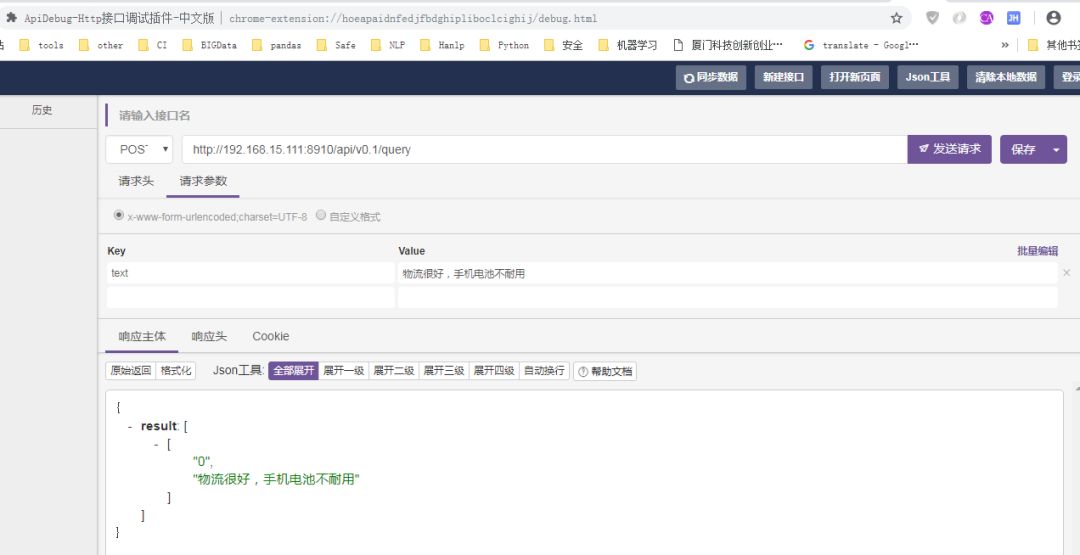 ApiDebug-Http接口调试插件-中文版 | chrome-extension://hoeapaidnfedjfbdghipliboclcighij/debug.html
tools other CI BIGData pandas Safe NLP Hanlp Python 安全 机器学习 厦门科技创新创业… translate - Googl… » 其他书签
同步数据 新建接口 打开新页面 Json工具 清除本地数据 登录
历史
请输入接口名
POST http://192.168.15.111:8910/api/v0.1/query 发送请求 保存
请求头 请求参数
x-www-form-urlencoded;charset=UTF-8 自定义格式
Key Value 批量编辑
text 物流很好，手机电池不耐用 ×
响应主体 响应头 Cookie
原始返回 格式化 Json工具: 全部展开 展开一级 展开二级 展开三级 展开四级 自动换行 帮助文档
{
- result: [
- [
"0",
"物流很好，手机电池不耐用"
]
]
}